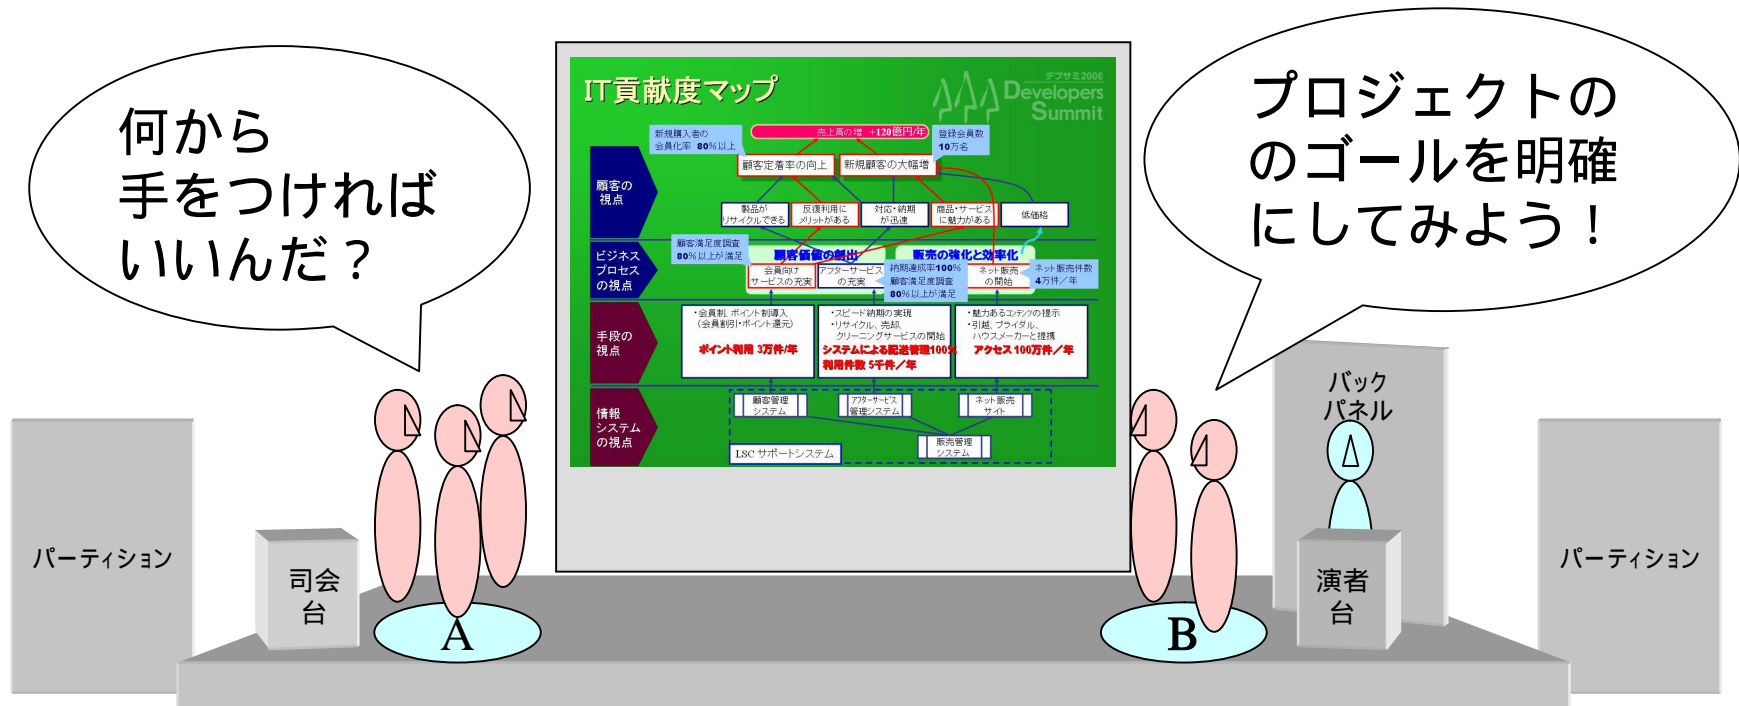 何から
手をつければ
いいんだ？
プロジェクトの
のゴールを明確
にしてみよう！
IT貢献度マップ
デブサミ2006
Developers
Summit
新規購入者の
会員化率 80%以上
売上高の増 +120億円/年
登録会員数
10万名
顧客の
視点
顧客定着率の向上
新規顧客の大幅増
製品が
リサイクルできる
反復利用に
メリットがある
対応・納期
が迅速
商品・サービス
に魅力がある
低価格
顧客満足度調査
80%以上が満足
ビジネス
プロセス
の視点
顧客価値の創出
販売の強化と効率化
会員向け
サービスの充実
アフターサービス
の充実
納期達成率100%
顧客満足度調査
80%以上が満足
ネット販売
の開始
ネット販売件数
4万件／年
手段の
視点
・会員制、ポイント制導入
（会員割引・ポイント還元）
ポイント利用 3万件/年
・スピード納期の実現
・リサイクル、売却、
クリーニングサービスの開始
システムによる配送管理100%
利用件数 5千件／年
・魅力あるコンテンツの提示
・引越、ブライダル、
ハウスメーカーと提携
アクセス 100万件／年
情報
システム
の視点
顧客管理
システム
アフターサービス
管理システム
ネット販売
サイト
販売管理
システム
LSC サポートシステム
パーティション
司会
台
A
B
バック
パネル
演者
台
パーティション